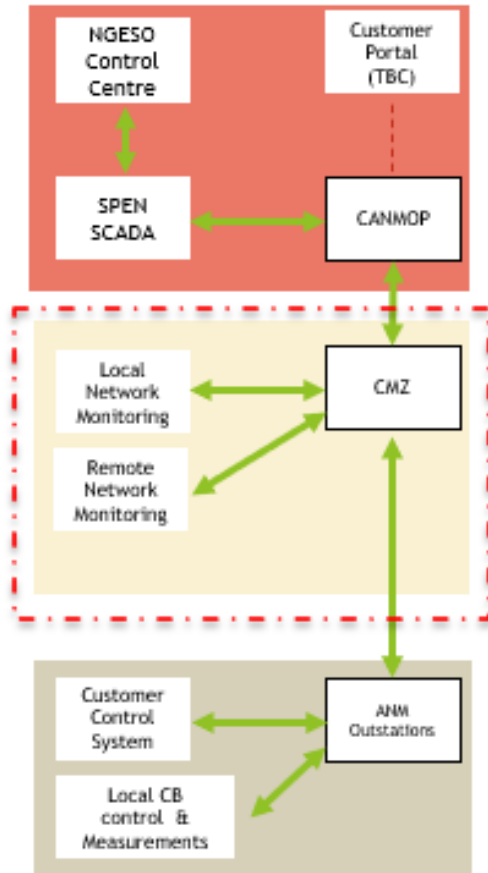 NGESO
Control
Centre
Customer
Portal
(TBC)
SPEN
SCADA
CANMOP
Local
Network
Monitoring
CMZ
Remote
Network
Monitoring
Customer
Control
System
ANM
Outstations
Local CB
control &
Measurements